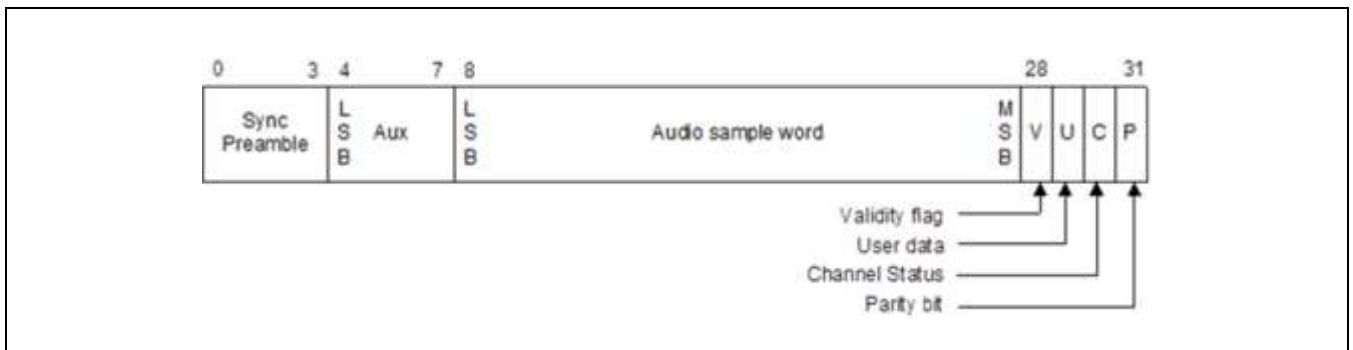 0 3 4 7 8 28 31
Sync
Preamble
L
S
B
Aux
L
S
B
Audio sample word
M
S
B
V U C P
Validity flag
User data
Channel Status
Parity bit